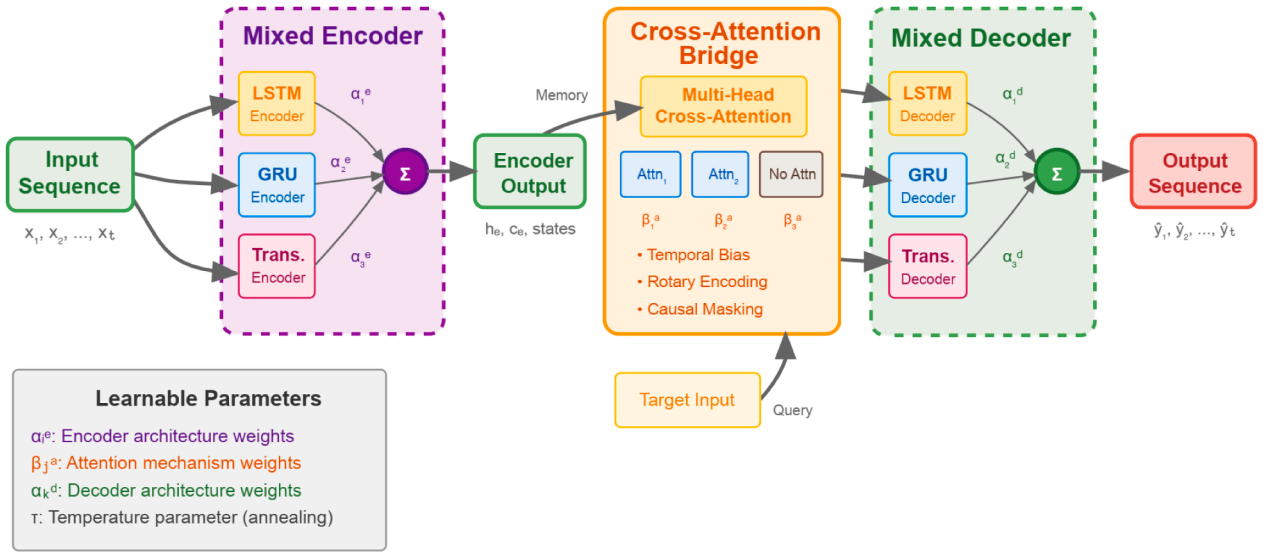 Mixed Encoder
LSTM
Encoder
α₁ᵉ
GRU
Encoder
α₂ᵉ
Trans.
Encoder
α₃ᵉ
Σ
Input
Sequence
x₁, x₂, ..., xₜ
Encoder
Output
hₑ, cₑ, states
Memory
Cross-Attention
Bridge
Multi-Head
Cross-Attention
Attn₁
Attn₂
No Attn
β₁ᵃ
β₂ᵃ
β₃ᵃ
• Temporal Bias
• Rotary Encoding
• Causal Masking
Target Input
Query
Mixed Decoder
LSTM
Decoder
α₁ᵈ
GRU
Decoder
α₂ᵈ
Trans.
Decoder
α₃ᵈ
Σ
Output
Sequence
ŷ₁, ŷ₂, ..., ŷₜ
Learnable Parameters
αᵢᵉ: Encoder architecture weights
βⱼᵃ: Attention mechanism weights
αₖᵈ: Decoder architecture weights
τ: Temperature parameter (annealing)